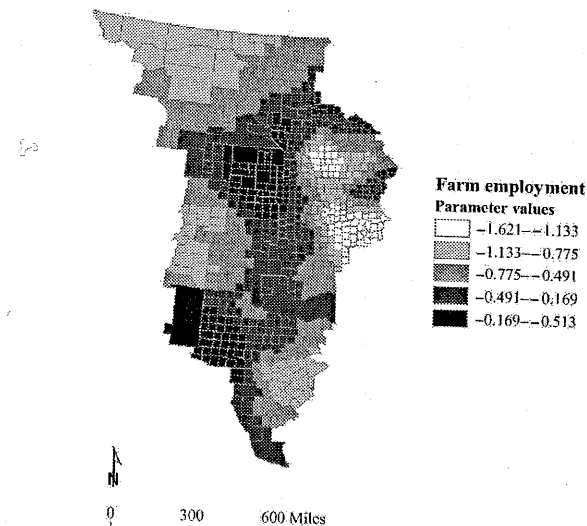 Farm employment
Parameter values
−1.621–−1.133
−1.133–−0.775
−0.775–−0.491
−0.491–−0.169
−0.169–−0.513
N
0 300 600 Miles